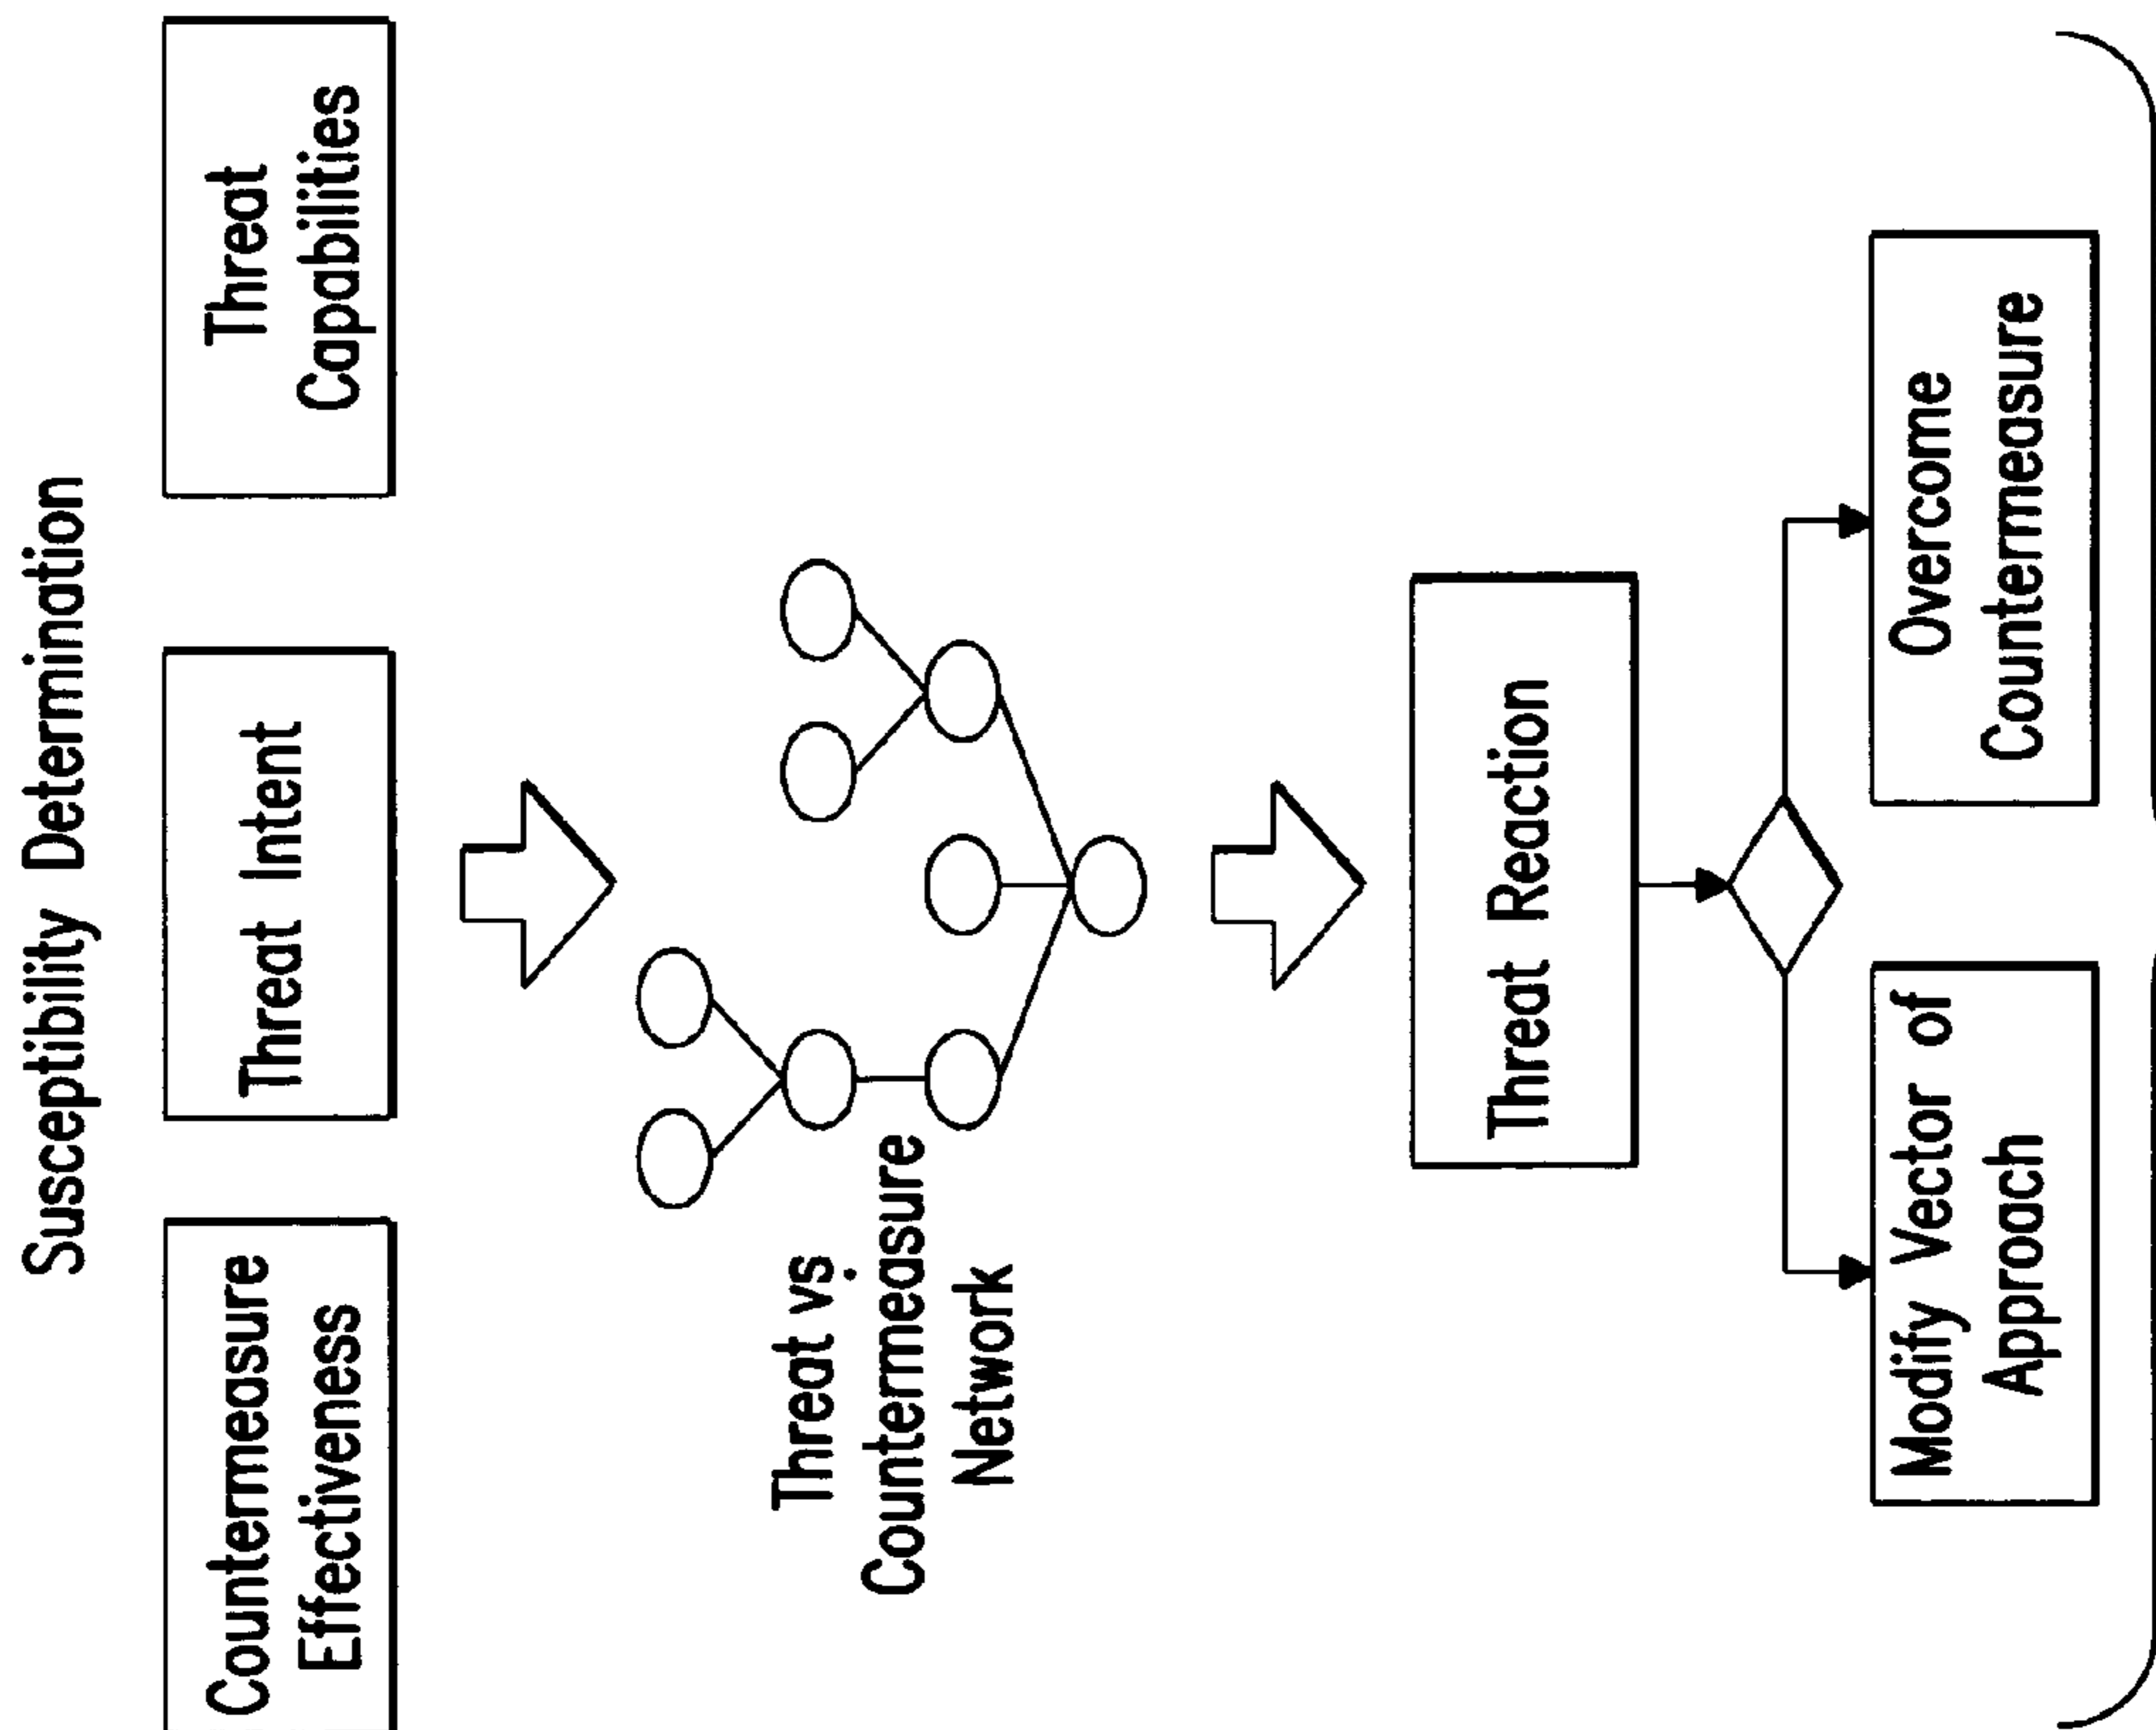 Susceptibility Determination
Countermeasure
Effectiveness
Threat Intent
Threat
Capabilities
Threat vs.
Countermeasure
Network
Threat Reaction
Modify Vector of
Approach
Overcome
Countermeasure